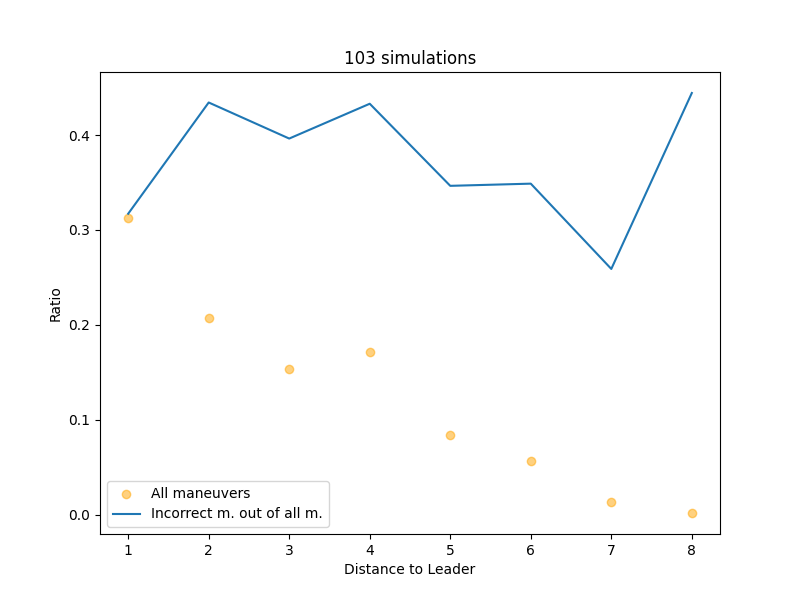 103 simulations
Ratio
0.4
0.3
0.2
0.1
0.0
All maneuvers
Incorrect m. out of all m.
1 2 3 4 5 6 7 8
Distance to Leader